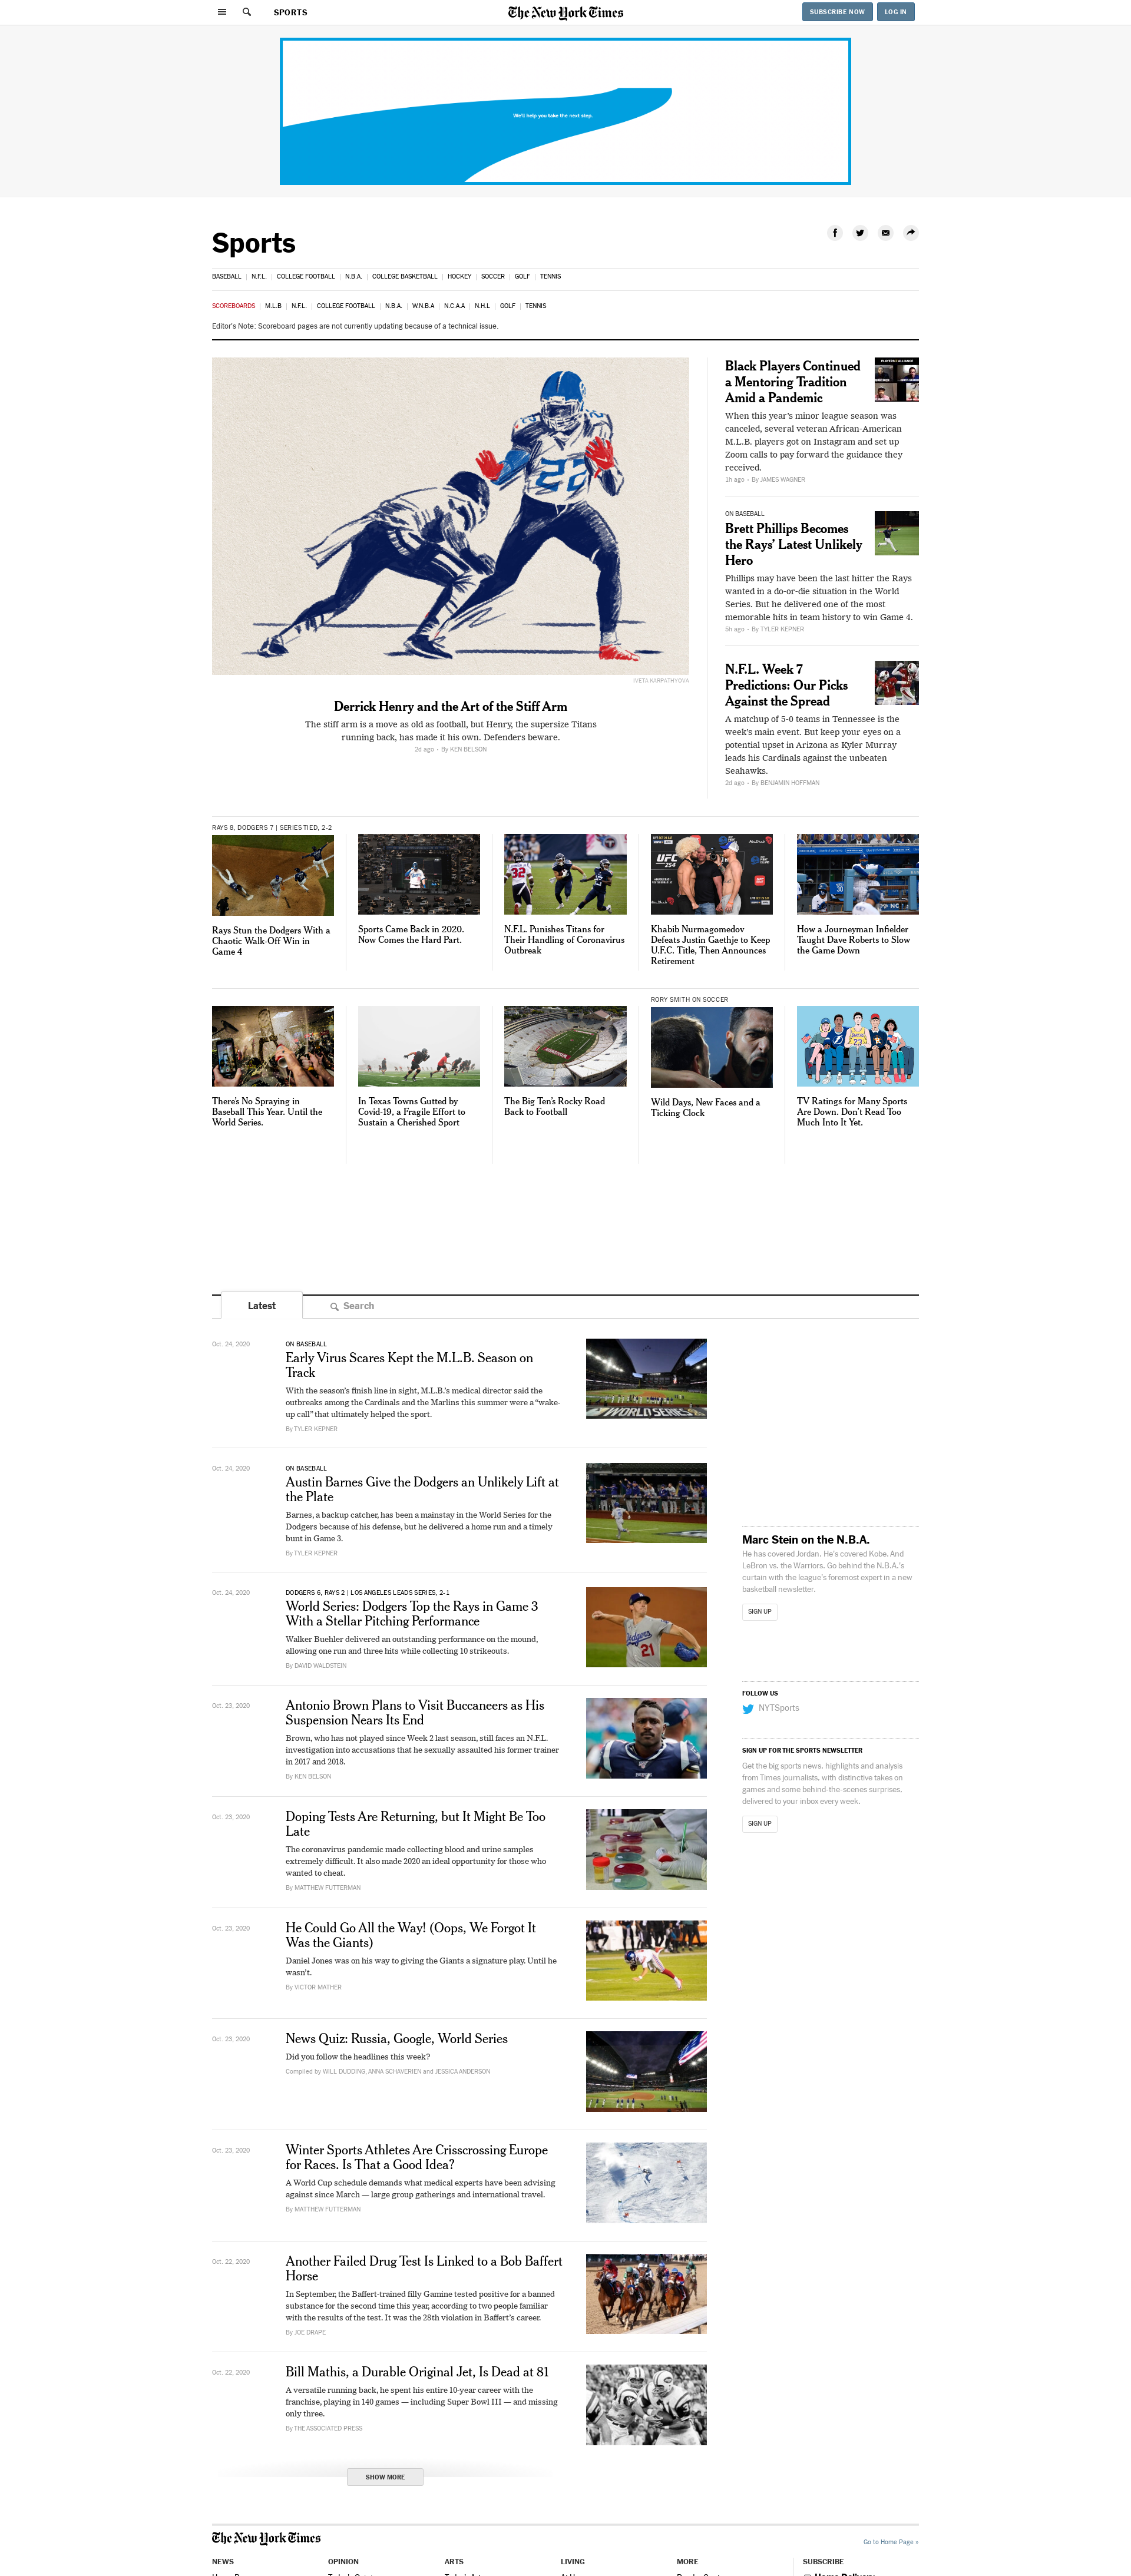 SPORTS
The New York Times
SUBSCRIBE NOW
LOG IN
We'll help you take the next step.
Sports
BASEBALL | N.F.L. | COLLEGE FOOTBALL | N.B.A. | COLLEGE BASKETBALL | HOCKEY | SOCCER | GOLF | TENNIS
SCOREBOARDS | M.L.B | N.F.L. | COLLEGE FOOTBALL | N.B.A. | W.N.B.A | N.C.A.A | N.H.L | GOLF | TENNIS
Editor's Note: Scoreboard pages are not currently updating because of a technical issue.
IVETA KARPATHYOVA
Derrick Henry and the Art of the Stiff Arm
The stiff arm is a move as old as football, but Henry, the supersize Titans
running back, has made it his own. Defenders beware.
2d ago • By KEN BELSON
Black Players Continued
a Mentoring Tradition
Amid a Pandemic
When this year's minor league season was
canceled, several veteran African-American
M.L.B. players got on Instagram and set up
Zoom calls to pay forward the guidance they
received.
1h ago • By JAMES WAGNER
ON BASEBALL
Brett Phillips Becomes
the Rays' Latest Unlikely
Hero
Phillips may have been the last hitter the Rays
wanted in a do-or-die situation in the World
Series. But he delivered one of the most
memorable hits in team history to win Game 4.
5h ago • By TYLER KEPNER
N.F.L. Week 7
Predictions: Our Picks
Against the Spread
A matchup of 5-0 teams in Tennessee is the
week's main event. But keep your eyes on a
potential upset in Arizona as Kyler Murray
leads his Cardinals against the unbeaten
Seahawks.
2d ago • By BENJAMIN HOFFMAN
RAYS 8, DODGERS 7 | SERIES TIED, 2-2
Rays Stun the Dodgers With a
Chaotic Walk-Off Win in
Game 4
Sports Came Back in 2020.
Now Comes the Hard Part.
N.F.L. Punishes Titans for
Their Handling of Coronavirus
Outbreak
UFC
254
Khabib Nurmagomedov
Defeats Justin Gaethje to Keep
U.F.C. Title, Then Announces
Retirement
How a Journeyman Infielder
Taught Dave Roberts to Slow
the Game Down
There's No Spraying in
Baseball This Year. Until the
World Series.
In Texas Towns Gutted by
Covid-19, a Fragile Effort to
Sustain a Cherished Sport
The Big Ten's Rocky Road
Back to Football
RORY SMITH ON SOCCER
Wild Days, New Faces and a
Ticking Clock
TV Ratings for Many Sports
Are Down. Don't Read Too
Much Into It Yet.
Latest
Search
Oct. 24, 2020
ON BASEBALL
Early Virus Scares Kept the M.L.B. Season on
Track
With the season's finish line in sight, M.L.B.'s medical director said the
outbreaks among the Cardinals and the Marlins this summer were a "wake-
up call" that ultimately helped the sport.
By TYLER KEPNER
WORLD SERIES
Oct. 24, 2020
ON BASEBALL
Austin Barnes Give the Dodgers an Unlikely Lift at
the Plate
Barnes, a backup catcher, has been a mainstay in the World Series for the
Dodgers because of his defense, but he delivered a home run and a timely
bunt in Game 3.
By TYLER KEPNER
Oct. 24, 2020
DODGERS 6, RAYS 2 | LOS ANGELES LEADS SERIES, 2-1
World Series: Dodgers Top the Rays in Game 3
With a Stellar Pitching Performance
Walker Buehler delivered an outstanding performance on the mound,
allowing one run and three hits while collecting 10 strikeouts.
By DAVID WALDSTEIN
Dodgers
21
Oct. 23, 2020
Antonio Brown Plans to Visit Buccaneers as His
Suspension Nears Its End
Brown, who has not played since Week 2 last season, still faces an N.F.L.
investigation into accusations that he sexually assaulted his former trainer
in 2017 and 2018.
By KEN BELSON
Oct. 23, 2020
Doping Tests Are Returning, but It Might Be Too
Late
The coronavirus pandemic made collecting blood and urine samples
extremely difficult. It also made 2020 an ideal opportunity for those who
wanted to cheat.
By MATTHEW FUTTERMAN
Oct. 23, 2020
He Could Go All the Way! (Oops, We Forgot It
Was the Giants)
Daniel Jones was on his way to giving the Giants a signature play. Until he
wasn't.
By VICTOR MATHER
Oct. 23, 2020
News Quiz: Russia, Google, World Series
Did you follow the headlines this week?
Compiled by WILL DUDDING, ANNA SCHAVERIEN and JESSICA ANDERSON
Oct. 23, 2020
Winter Sports Athletes Are Crisscrossing Europe
for Races. Is That a Good Idea?
A World Cup schedule demands what medical experts have been advising
against since March — large group gatherings and international travel.
By MATTHEW FUTTERMAN
Oct. 22, 2020
Another Failed Drug Test Is Linked to a Bob Baffert
Horse
In September, the Baffert-trained filly Gamine tested positive for a banned
substance for the second time this year, according to two people familiar
with the results of the test. It was the 28th violation in Baffert's career.
By JOE DRAPE
Oct. 22, 2020
Bill Mathis, a Durable Original Jet, Is Dead at 81
A versatile running back, he spent his entire 10-year career with the
franchise, playing in 140 games — including Super Bowl III — and missing
only three.
By THE ASSOCIATED PRESS
SHOW MORE
Marc Stein on the N.B.A.
He has covered Jordan. He's covered Kobe. And
LeBron vs. the Warriors. Go behind the N.B.A.'s
curtain with the league's foremost expert in a new
basketball newsletter.
SIGN UP
FOLLOW US
NYTSports
SIGN UP FOR THE SPORTS NEWSLETTER
Get the big sports news, highlights and analysis
from Times journalists, with distinctive takes on
games and some behind-the-scenes surprises,
delivered to your inbox every week.
SIGN UP
The New York Times
Go to Home Page »
NEWS
OPINION
ARTS
LIVING
MORE
SUBSCRIBE